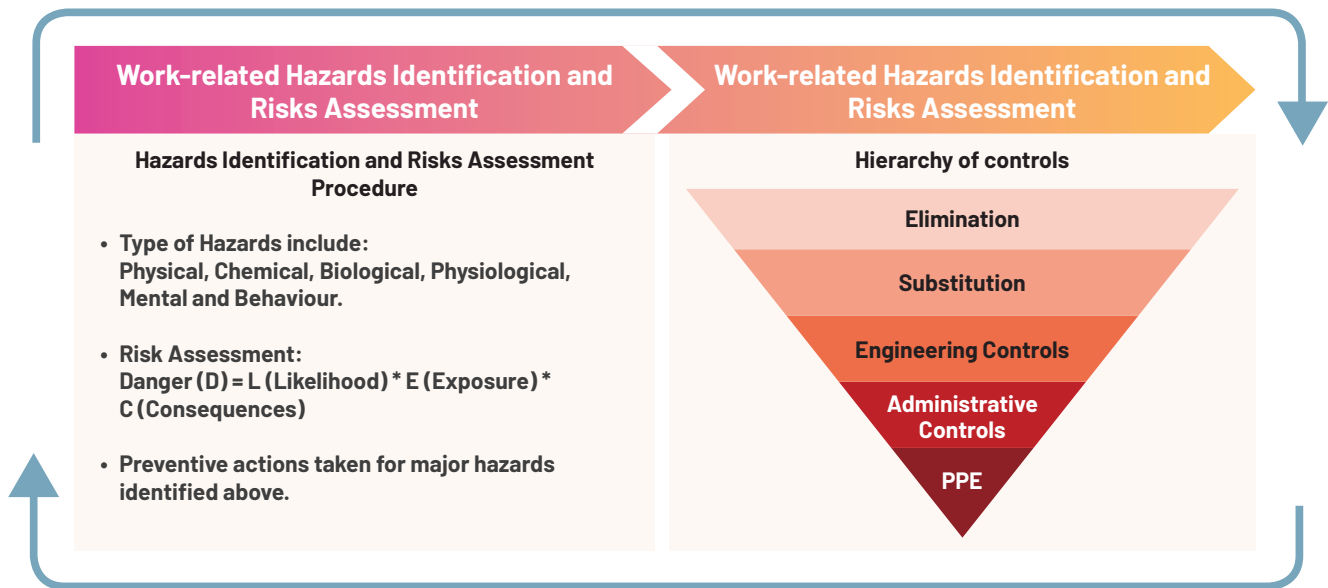 Work-related Hazards Identification and
Risks Assessment
Work-related Hazards Identification and
Risks Assessment
Hazards Identification and Risks Assessment
Procedure
• Type of Hazards include:
Physical, Chemical, Biological, Physiological,
Mental and Behaviour.
• Risk Assessment:
Danger (D) = L (Likelihood) * E (Exposure) *
C (Consequences)
• Preventive actions taken for major hazards
identified above.
Hierarchy of controls
Elimination
Substitution
Engineering Controls
Administrative
Controls
PPE